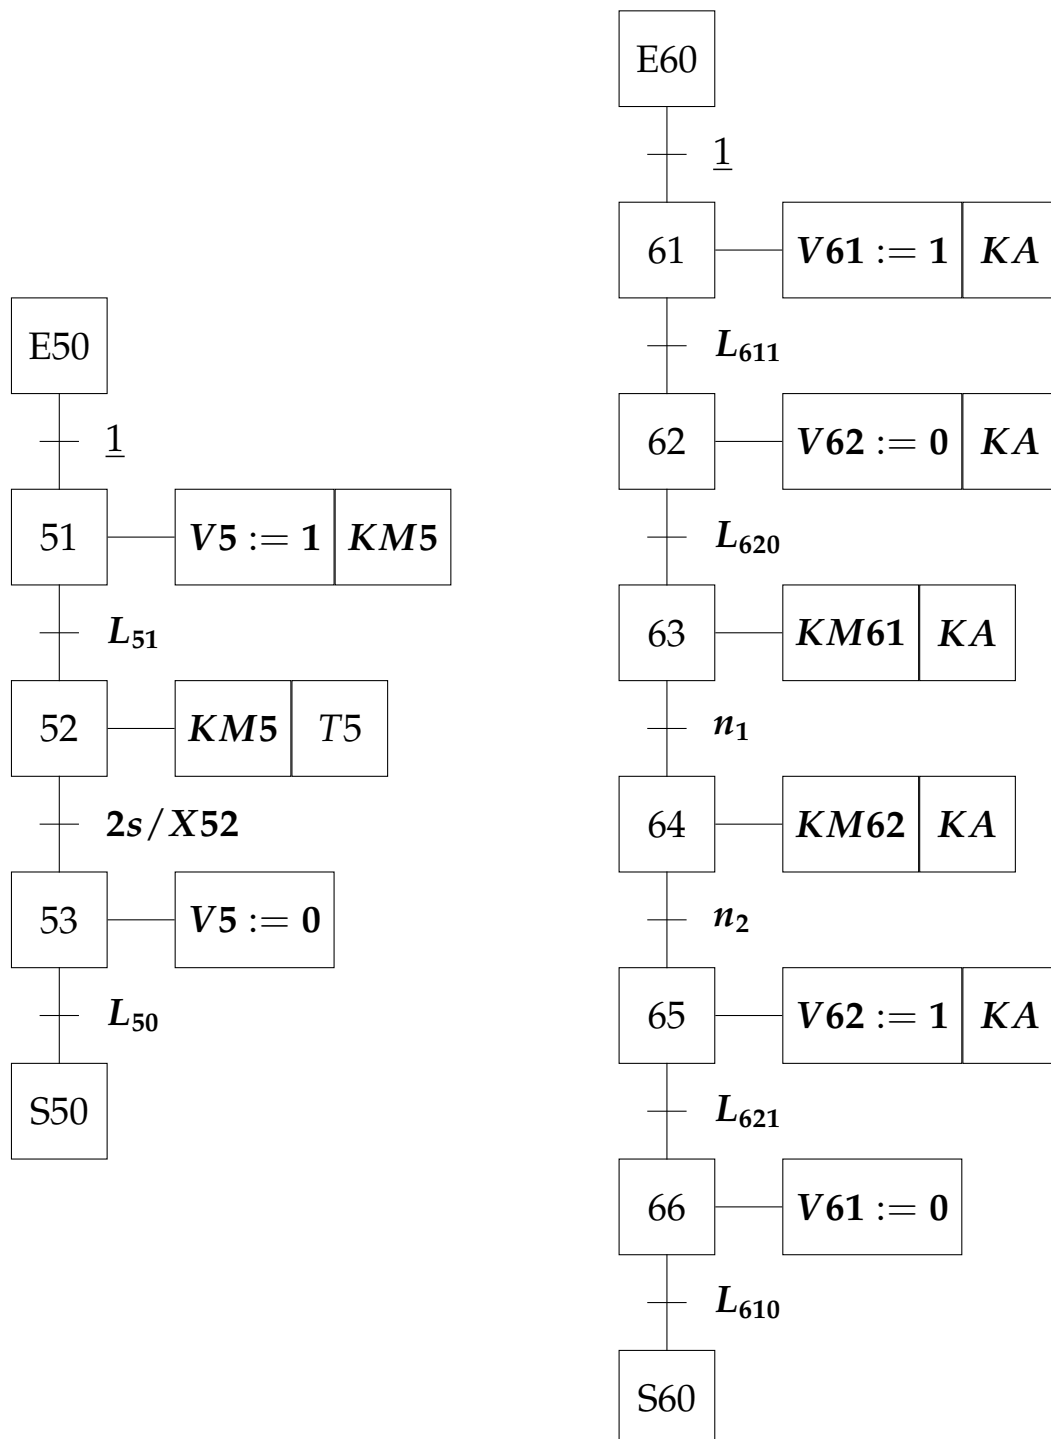 E50
1
51 V5 := 1 KM5
L51
52 KM5 T5
2s/X52
53 V5 := 0
L50
S50
E60
1
61 V61 := 1 KA
L611
62 V62 := 0 KA
L620
63 KM61 KA
n1
64 KM62 KA
n2
65 V62 := 1 KA
L621
66 V61 := 0
L610
S60